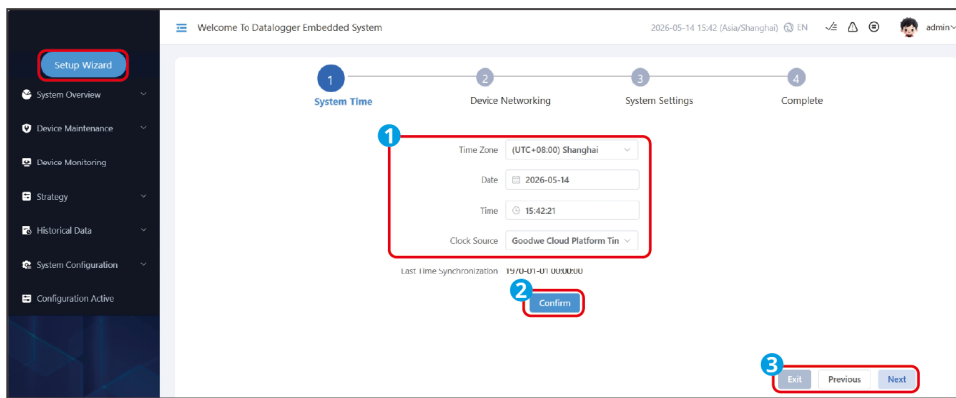 Welcome To Datalogger Embedded System
2026-05-14 15:42 (Asia/Shanghai) EN admin
Setup Wizard
System Overview
Device Maintenance
Device Monitoring
Strategy
Historical Data
System Configuration
Configuration Active
1 2 3 4
System Time Device Networking System Settings Complete
1
Time Zone (UTC+08:00) Shanghai
Date 2026-05-14
Time 15:42:21
Clock Source Goodwe Cloud Platform Tin
Last Time Synchronization 1970-01-01 00:00:00
2
Confirm
3
Exit Previous Next